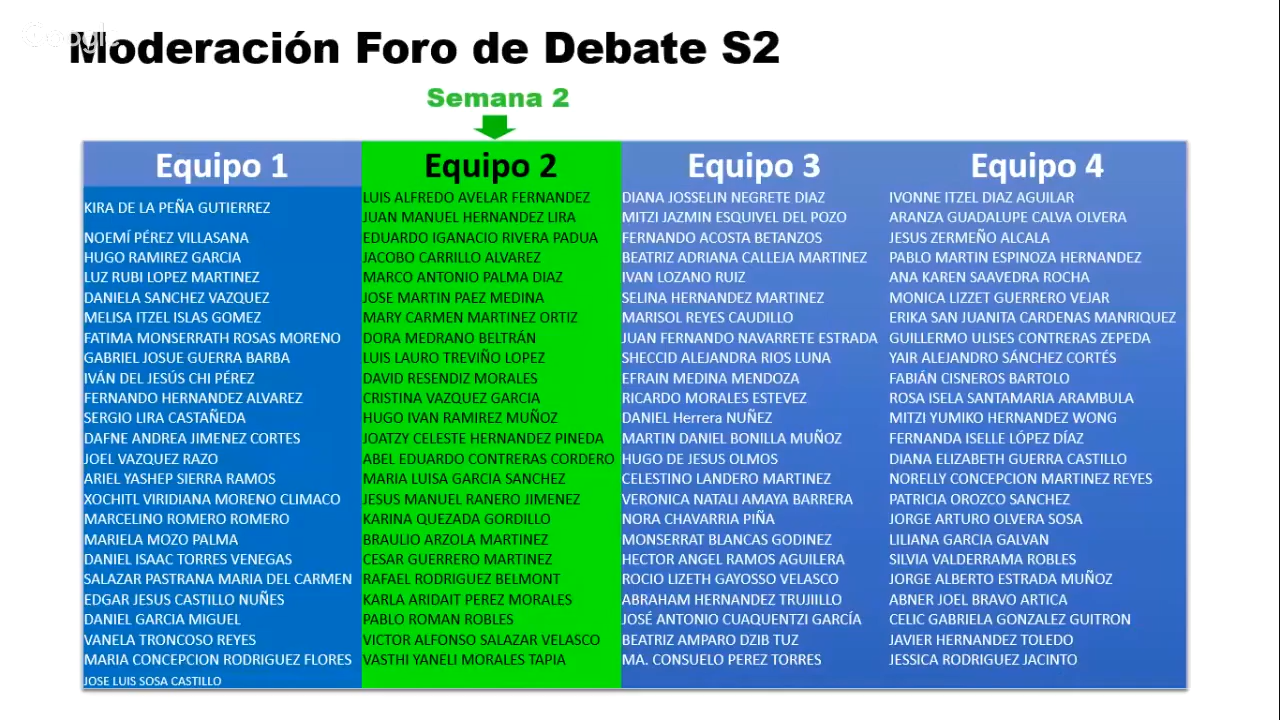 Google
Moderación Foro de Debate S2
Semana 2
Equipo 1
KIRA DE LA PEÑA GUTIERREZ
NOEMÍ PÉREZ VILLASANA
HUGO RAMIREZ GARCIA
LUZ RUBI LOPEZ MARTINEZ
DANIELA SANCHEZ VAZQUEZ
MELISA ITZEL ISLAS GOMEZ
FATIMA MONSERRATH ROSAS MORENO
GABRIEL JOSUE GUERRA BARBA
IVÁN DEL JESÚS CHI PÉREZ
FERNANDO HERNANDEZ ALVAREZ
SERGIO LIRA CASTAÑEDA
DAFNE ANDREA JIMENEZ CORTES
JOEL VAZQUEZ RAZO
ARIEL YASHEP SIERRA RAMOS
XOCHITL VIRIDIANA MORENO CLIMACO
MARCELINO ROMERO ROMERO
MARIELA MOZO PALMA
DANIEL ISAAC TORRES VENEGAS
SALAZAR PASTRANA MARIA DEL CARMEN
EDGAR JESUS CASTILLO NUÑES
DANIEL GARCIA MIGUEL
VANELA TRONCOSO REYES
MARIA CONCEPCION RODRIGUEZ FLORES
JOSE LUIS SOSA CASTILLO
Equipo 2
LUIS ALFREDO AVELAR FERNANDEZ
JUAN MANUEL HERNANDEZ LIRA
EDUARDO IGANACIO RIVERA PADUA
JACOBO CARRILLO ALVAREZ
MARCO ANTONIO PALMA DIAZ
JOSE MARTIN PAEZ MEDINA
MARY CARMEN MARTINEZ ORTIZ
DORA MEDRANO BELTRÁN
LUIS LAURO TREVIÑO LOPEZ
DAVID RESENDIZ MORALES
CRISTINA VAZQUEZ GARCIA
HUGO IVAN RAMIREZ MUÑOZ
JOATZY CELESTE HERNANDEZ PINEDA
ABEL EDUARDO CONTRERAS CORDERO
MARIA LUISA GARCIA SANCHEZ
JESUS MANUEL RANERO JIMENEZ
KARINA QUEZADA GORDILLO
BRAULIO ARZOLA MARTINEZ
CESAR GUERRERO MARTINEZ
RAFAEL RODRIGUEZ BELMONT
KARLA ARIDAIT PEREZ MORALES
PABLO ROMAN ROBLES
VICTOR ALFONSO SALAZAR VELASCO
VASTHI YANELI MORALES TAPIA
Equipo 3
DIANA JOSSELIN NEGRETE DIAZ
MITZI JAZMIN ESQUIVEL DEL POZO
FERNANDO ACOSTA BETANZOS
BEATRIZ ADRIANA CALLEJA MARTINEZ
IVAN LOZANO RUIZ
SELINA HERNANDEZ MARTINEZ
MARISOL REYES CAUDILLO
JUAN FERNANDO NAVARRETE ESTRADA
SHECCID ALEJANDRA RIOS LUNA
EFRAIN MEDINA MENDOZA
RICARDO MORALES ESTEVEZ
DANIEL Herrera NUÑEZ
MARTIN DANIEL BONILLA MUÑOZ
HUGO DE JESUS OLMOS
CELESTINO LANDERO MARTINEZ
VERONICA NATALI AMAYA BARRERA
NORA CHAVARRIA PIÑA
MONSERRAT BLANCAS GODINEZ
HECTOR ANGEL RAMOS AGUILERA
ROCIO LIZETH GAYOSSO VELASCO
ABRAHAM HERNANDEZ TRUJIILLO
JOSÉ ANTONIO CUAQUENTZI GARCÍA
BEATRIZ AMPARO DZIB TUZ
MA. CONSUELO PEREZ TORRES
Equipo 4
IVONNE ITZEL DIAZ AGUILAR
ARANZA GUADALUPE CALVA OLVERA
JESUS ZERMEÑO ALCALA
PABLO MARTIN ESPINOZA HERNANDEZ
ANA KAREN SAAVEDRA ROCHA
MONICA LIZZET GUERRERO VEJAR
ERIKA SAN JUANITA CARDENAS MANRIQUEZ
GUILLERMO ULISES CONTRERAS ZEPEDA
YAIR ALEJANDRO SÁNCHEZ CORTÉS
FABIÁN CISNEROS BARTOLO
ROSA ISELA SANTAMARIA ARAMBULA
MITZI YUMIKO HERNANDEZ WONG
FERNANDA ISELLE LÓPEZ DÍAZ
DIANA ELIZABETH GUERRA CASTILLO
NORELLY CONCEPCION MARTINEZ REYES
PATRICIA OROZCO SANCHEZ
JORGE ARTURO OLVERA SOSA
LILIANA GARCIA GALVAN
SILVIA VALDERRAMA ROBLES
JORGE ALBERTO ESTRADA MUÑOZ
ABNER JOEL BRAVO ARTICA
CELIC GABRIELA GONZALEZ GUITRON
JAVIER HERNANDEZ TOLEDO
JESSICA RODRIGUEZ JACINTO